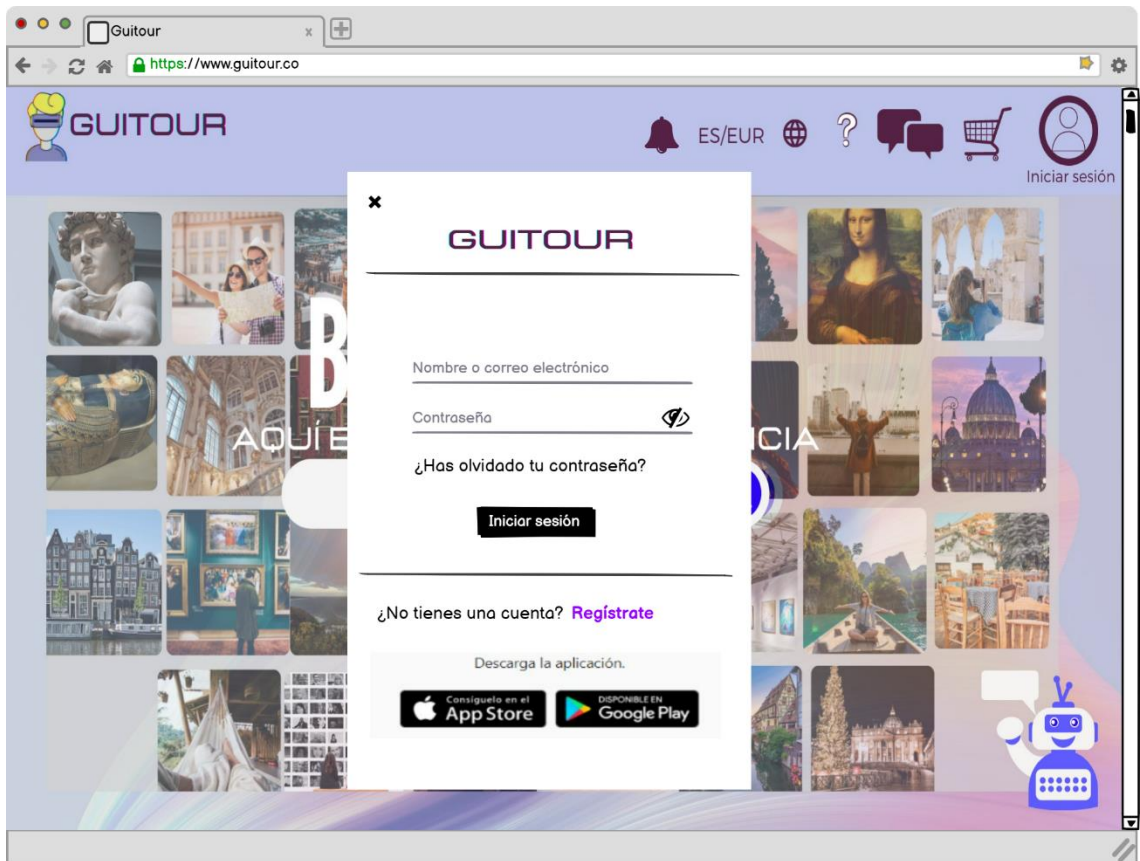 Guitour
https://www.guitour.co
GUITOUR
ES/EUR
?
Iniciar sesión
GUITOUR
Nombre o correo electrónico
Contraseña
¿Has olvidado tu contraseña?
Iniciar sesión
¿No tienes una cuenta? Regístrate
Descarga la aplicación.
Consíguelo en el
App Store
DISPONIBLE EN
Google Play
B
AQUÍ E
CIA